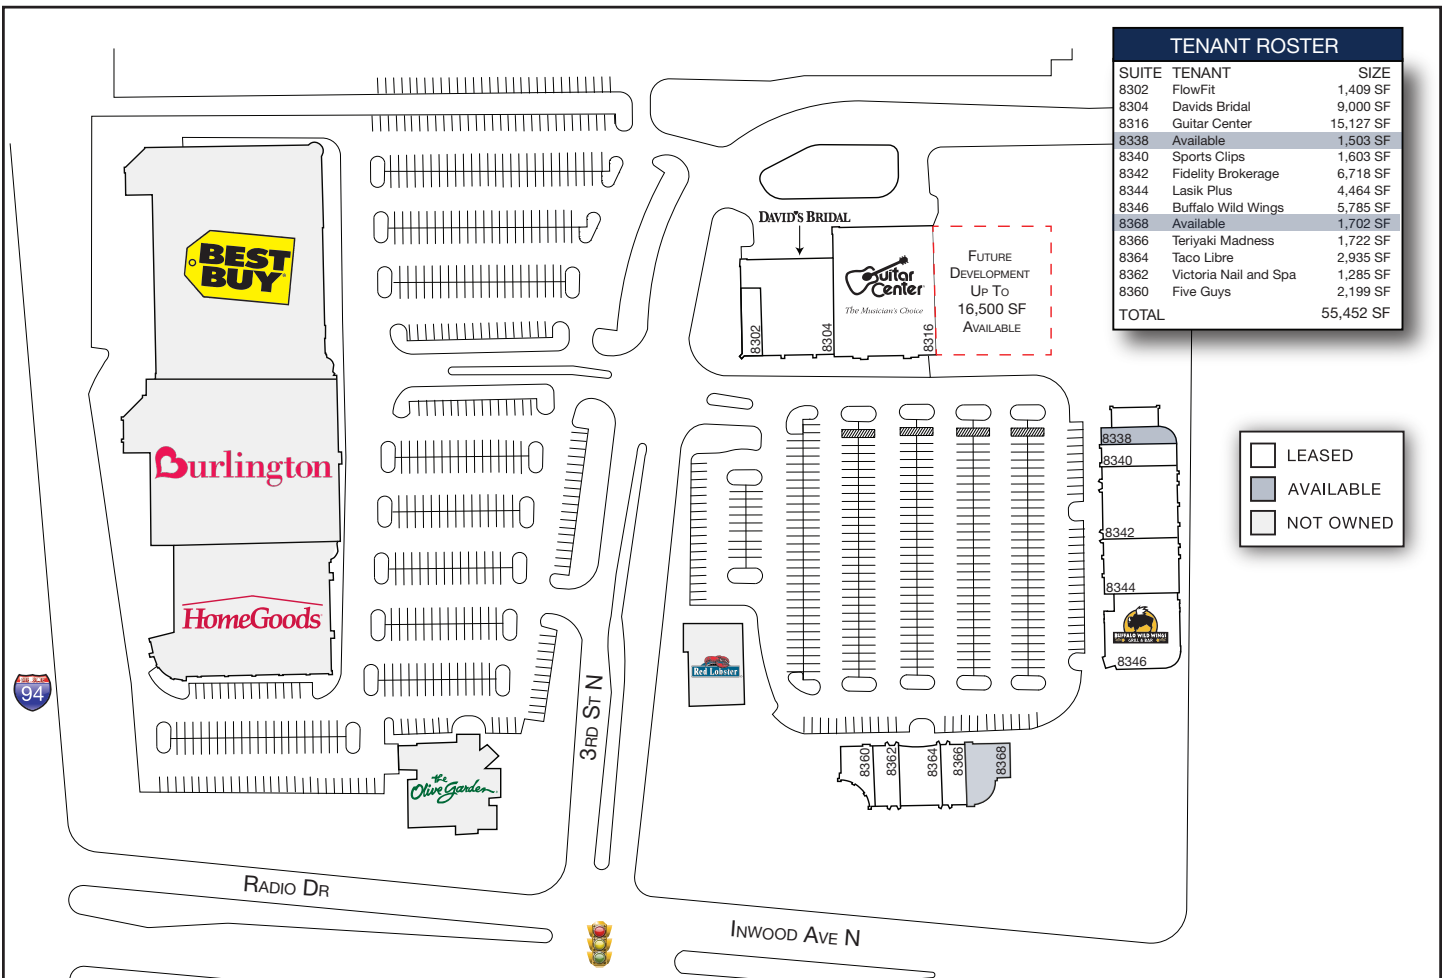 TENANT ROSTER
SUITE TENANT SIZE
8302 FlowFit 1,409 SF
8304 Davids Bridal 9,000 SF
8316 Guitar Center 15,127 SF
8338 Available 1,503 SF
8340 Sports Clips 1,603 SF
8342 Fidelity Brokerage 6,718 SF
8344 Lasik Plus 4,464 SF
8346 Buffalo Wild Wings 5,785 SF
8368 Available 1,702 SF
8366 Teriyaki Madness 1,722 SF
8364 Taco Libre 2,935 SF
8362 Victoria Nail and Spa 1,285 SF
8360 Five Guys 2,199 SF
TOTAL 55,452 SF
LEASED
AVAILABLE
NOT OWNED
BEST
BUY
Burlington
HomeGoods
94
the
Olive Garden
DAVID'S BRIDAL
Guitar
Center
The Musician's Choice
8302
8304
8316
FUTURE
DEVELOPMENT
UP TO
16,500 SF
AVAILABLE
8338
8340
8342
8344
BUFFALO WILD WINGS
GRILL & BAR
8346
Red Lobster
8360
8362
8364
8366
8368
3RD ST N
RADIO DR
INWOOD AVE N